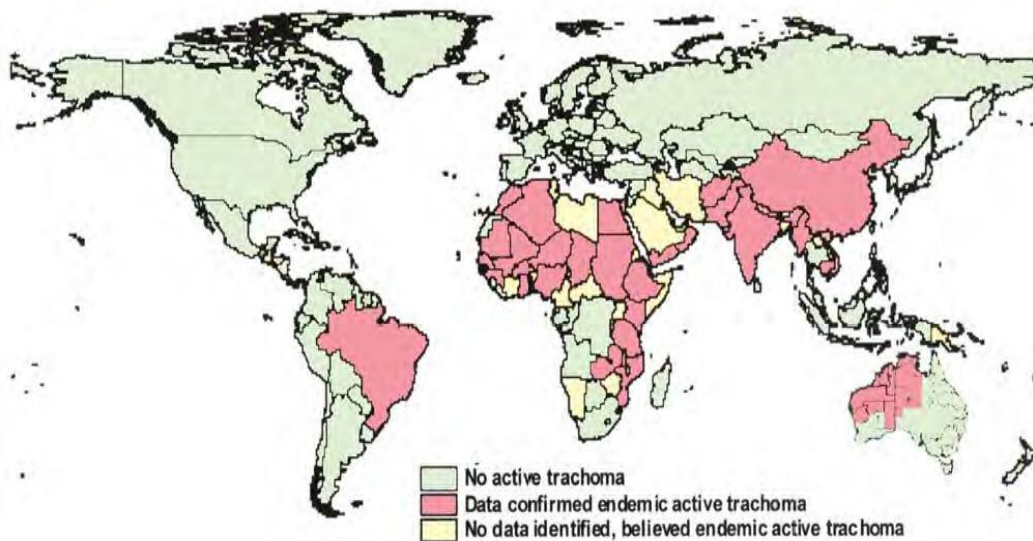 No active trachoma
Data confirmed endemic active trachoma
No data identified, believed endemic active trachoma